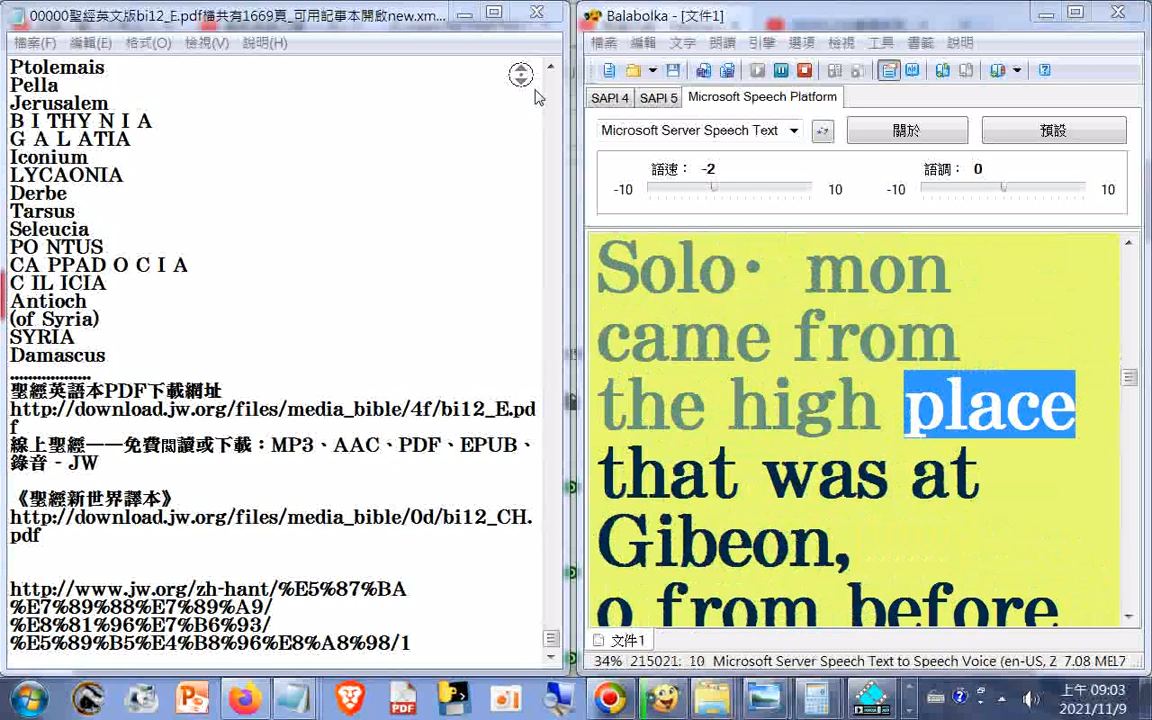 00000聖經英文版bi12_E.pdf檔共有1669頁_可用記事本開啟new.xm...
檔案(F) 編輯(E) 格式(O) 檢視(V) 說明(H)
Ptolemais
Pella
Jerusalem
B I THY N I A
G A L ATIA
Iconium
LYCAONIA
Derbe
Tarsus
Seleucia
PO NTUS
CA PPAD O C I A
C IL ICIA
Antioch
(of Syria)
SYRIA
Damascus
..................
聖經英語本PDF下載網址
http://download.jw.org/files/media_bible/4f/bi12_E.pd
f
線上聖經——免費閱讀或下載：MP3、AAC、PDF、EPUB、
錄音 - JW
《聖經新世界譯本》
http://download.jw.org/files/media_bible/0d/bi12_CH.
pdf
http://www.jw.org/zh-hant/%E5%87%BA
%E7%89%88%E7%89%A9/
%E8%81%96%E7%B6%93/
%E5%89%B5%E4%B8%96%E8%A8%98/1
Balabolka - [文件1]
檔案 編輯 文字 朗讀 引擎 選項 檢視 工具 書籤 說明
SAPI 4 SAPI 5 Microsoft Speech Platform
Microsoft Server Speech Text 關於 預設
語速： -2 語調： 0
-10 10 -10 10
Solo· mon
came from
the high place
that was at
Gibeon,
o from before
文件1
34% 215021: 10 Microsoft Server Speech Text to Speech Voice (en-US, Z 7.08 MEL7...
PDF
上午 09:03
2021/11/9